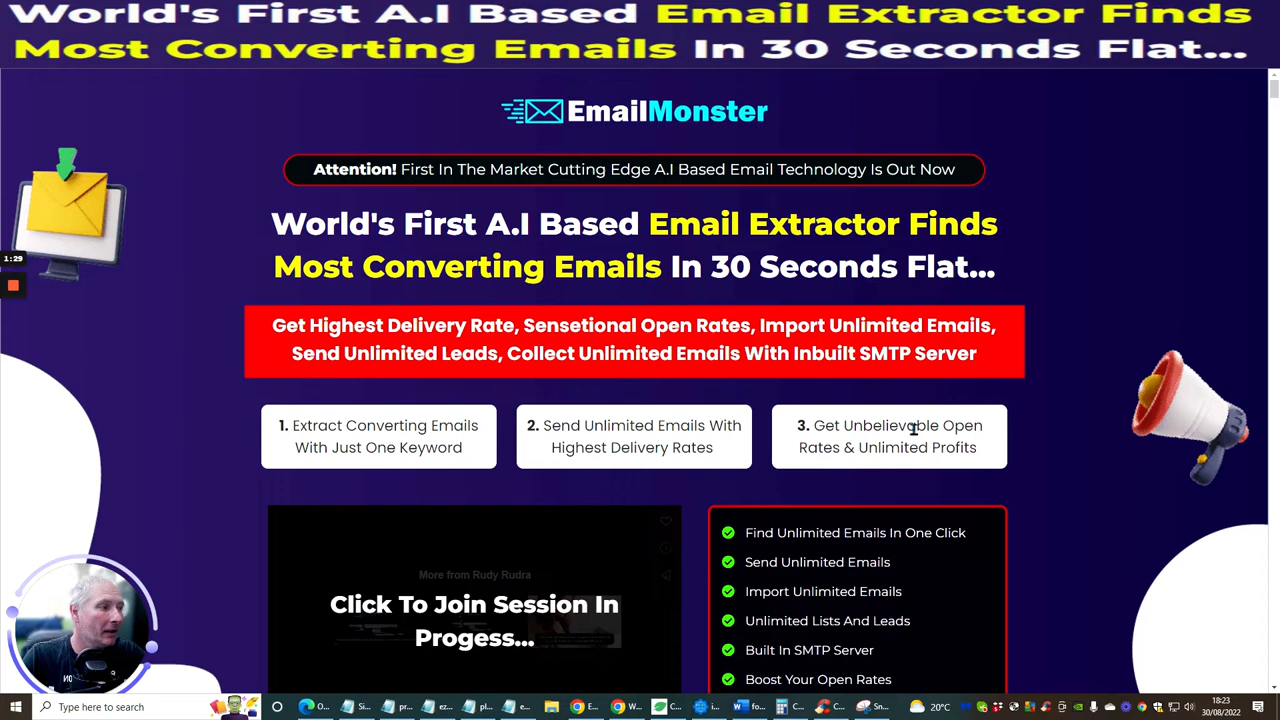 World's First A.I Based Email Extractor Finds
Most Converting Emails In 30 Seconds Flat...
EmailMonster
Attention! First In The Market Cutting Edge A.I Based Email Technology Is Out Now
World's First A.I Based Email Extractor Finds
Most Converting Emails In 30 Seconds Flat...
1:29
Get Highest Delivery Rate, Sensetional Open Rates, Import Unlimited Emails,
Send Unlimited Leads, Collect Unlimited Emails With Inbuilt SMTP Server
1. Extract Converting Emails
With Just One Keyword
2. Send Unlimited Emails With
Highest Delivery Rates
3. Get Unbelievable Open
Rates & Unlimited Profits
More from Rudy Rudra
Click To Join Session In
Progess...
Find Unlimited Emails In One Click
Send Unlimited Emails
Import Unlimited Emails
Unlimited Lists And Leads
Built In SMTP Server
Boost Your Open Rates
Type here to search
O...
Si...
pr...
ez...
pl...
e...
E...
W...
C...
i...
fo...
C...
C...
Sn...
20°C
18:23
30/08/2022